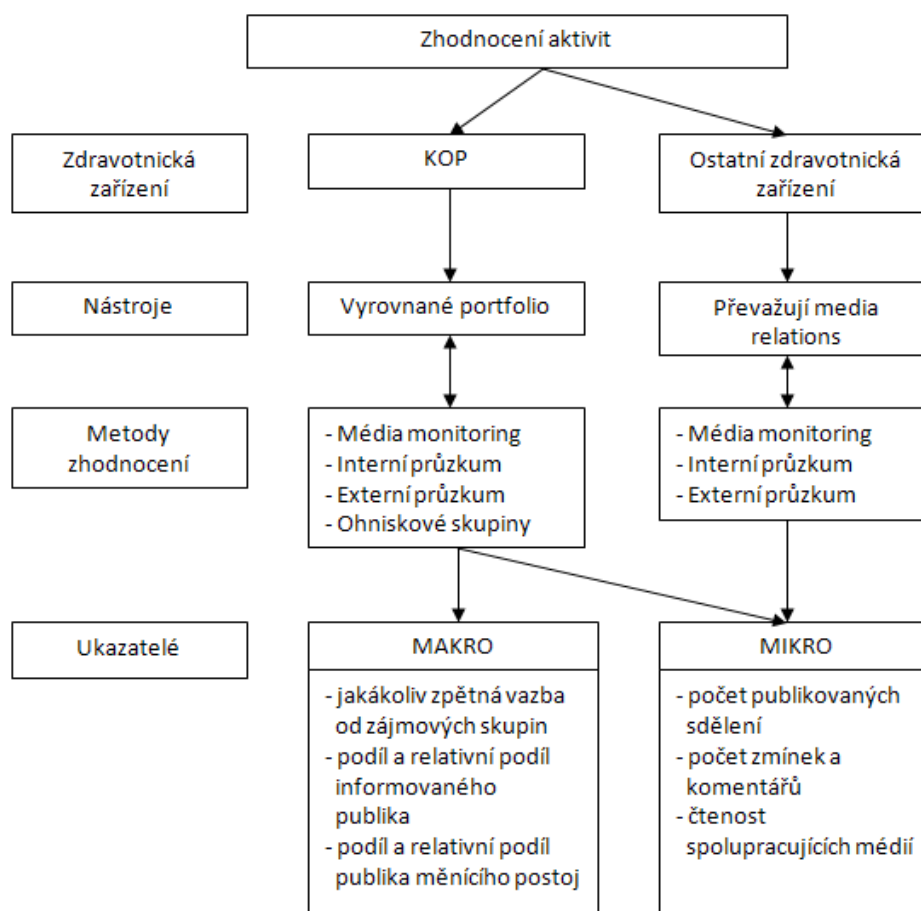 Zhodnocení aktivit
Zdravotnická
zařízení
KOP
Ostatní zdravotnická
zařízení
Nástroje
Vyrovnané portfolio
Převažují media
relations
Metody
zhodnocení
- Média monitoring
- Interní průzkum
- Externí průzkum
- Ohniskové skupiny
- Média monitoring
- Interní průzkum
- Externí průzkum
Ukazatelé
MAKRO
- jakákoliv zpětná vazba
od zájmových skupin
- podíl a relativní podíl
informovaného
publika
- podíl a relativní podíl
publika měnícího postoj
MIKRO
- počet publikovaných
sdělení
- počet zmínek a
komentářů
- čtenost
spolupracujících médií